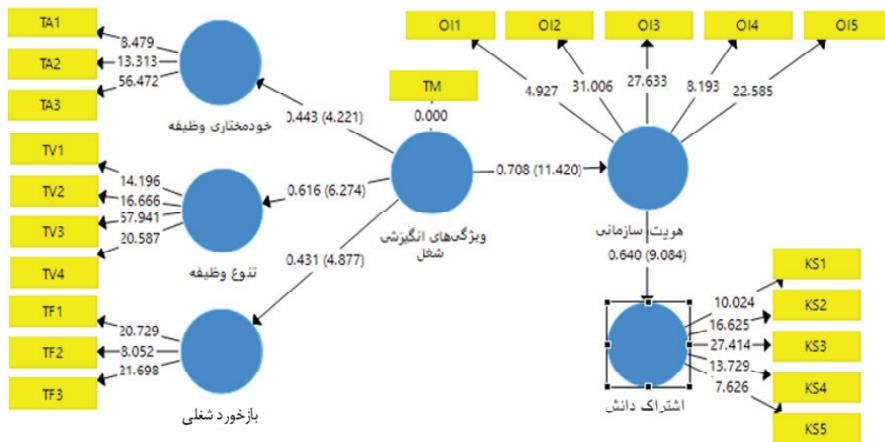 TA1
TA2
TA3
8.479
13.313
56.472
خودمختاری وظیفه
TV1
TV2
TV3
TV4
14.196
16.666
57.941
20.587
تنوع وظیفه
TF1
TF2
TF3
20.729
8.052
21.698
بازخورد شغلی
0.443 (4.221)
0.616 (6.274)
0.431 (4.877)
TM
0.000
ویژگی‌های انگیزشی
شغل
0.708 (11.420)
OI1
OI2
OI3
OI4
OI5
4.927
31.006
27.633
8.193
22.585
هویت سازمانی
0.640 (9.084)
اشتراک دانش
10.024
16.625
27.414
13.729
7.626
KS1
KS2
KS3
KS4
KS5